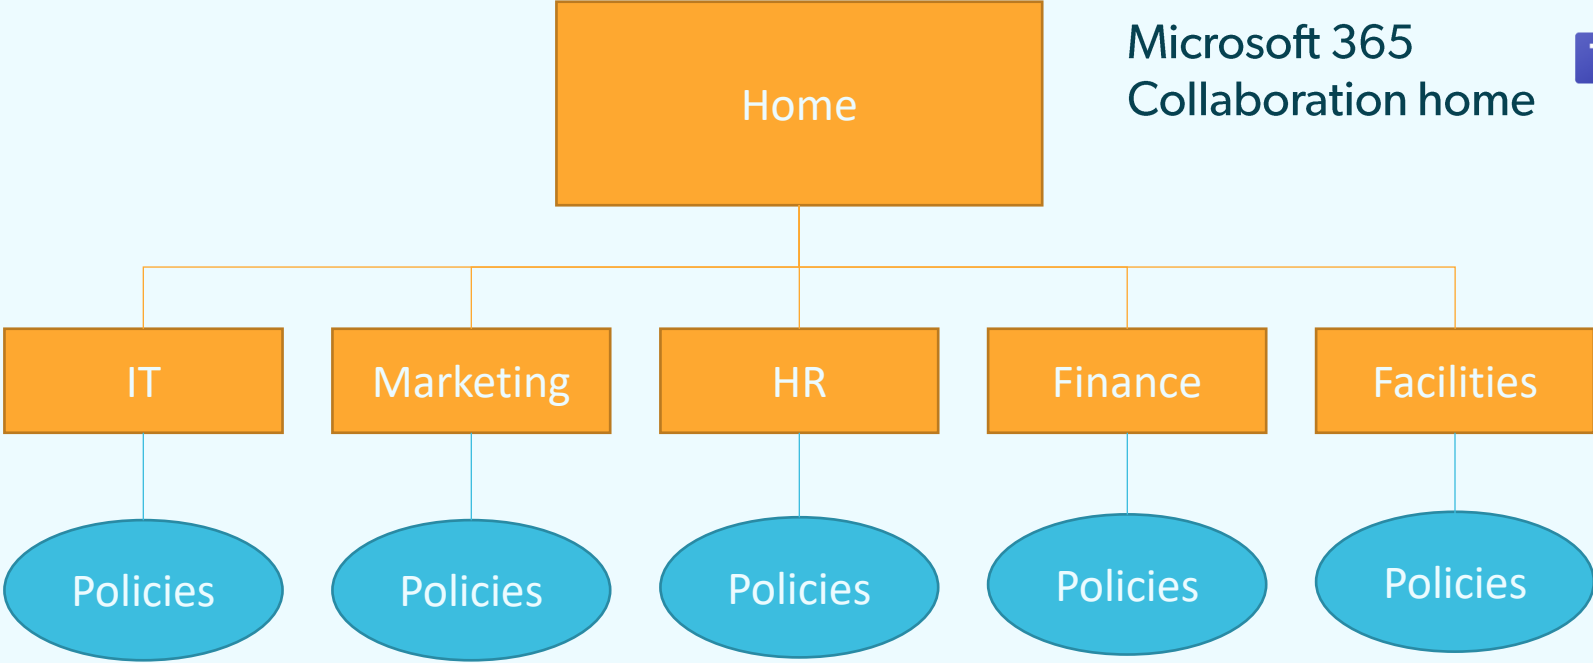 Home
Microsoft 365
Collaboration home
IT
Marketing
HR
Finance
Facilities
Policies
Policies
Policies
Policies
Policies